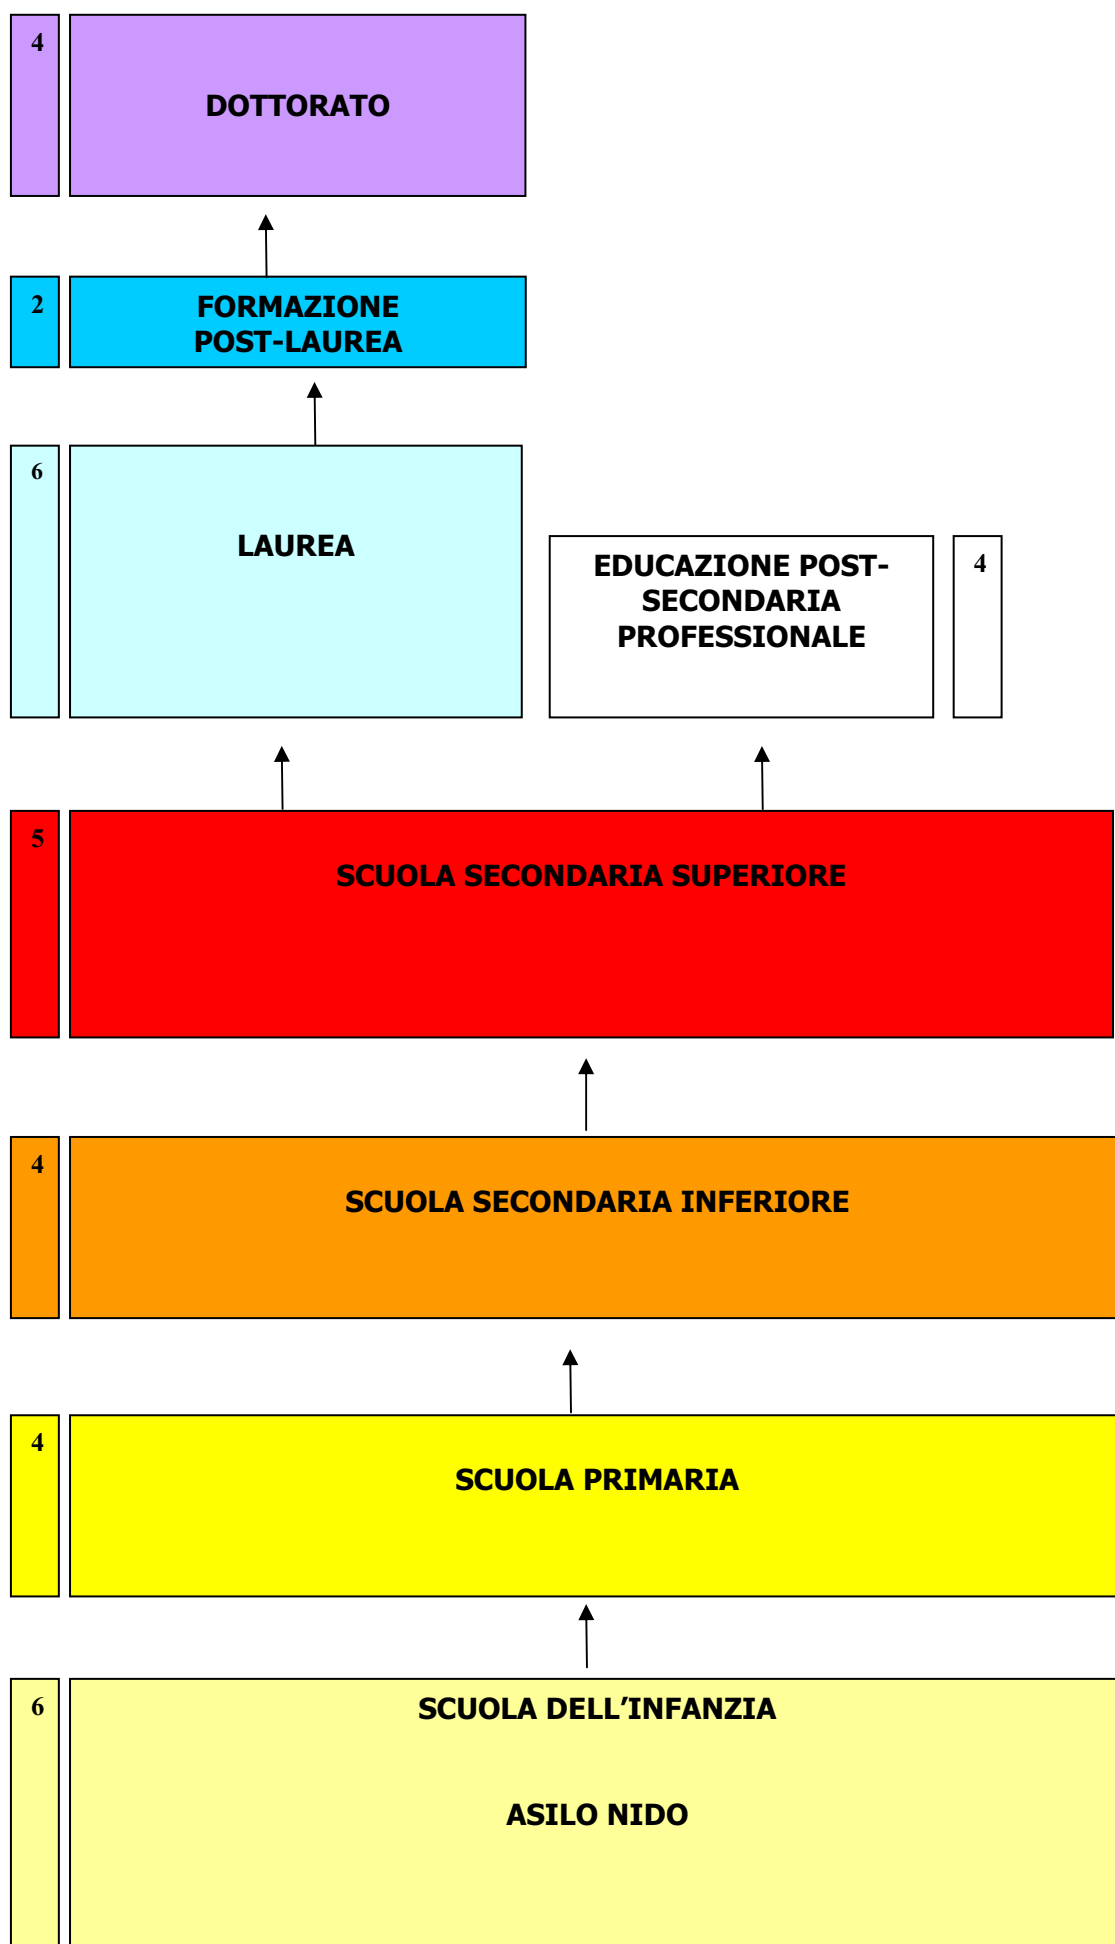 4
DOTTORATO
2
FORMAZIONE
POST-LAUREA
6
LAUREA
EDUCAZIONE POST-
SECONDARIA
PROFESSIONALE
4
5
SCUOLA SECONDARIA SUPERIORE
4
SCUOLA SECONDARIA INFERIORE
4
SCUOLA PRIMARIA
6
SCUOLA DELL’INFANZIA
ASILO NIDO